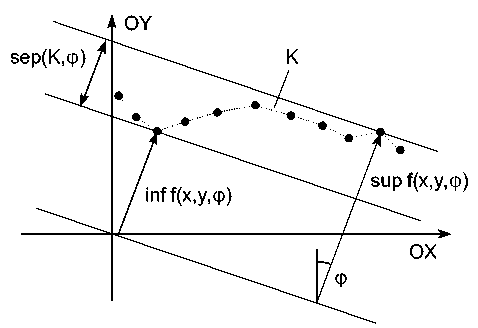 OY
sep(K,φ)
K
inf f(x,y,φ)
sup f(x,y,φ)
OX
φ